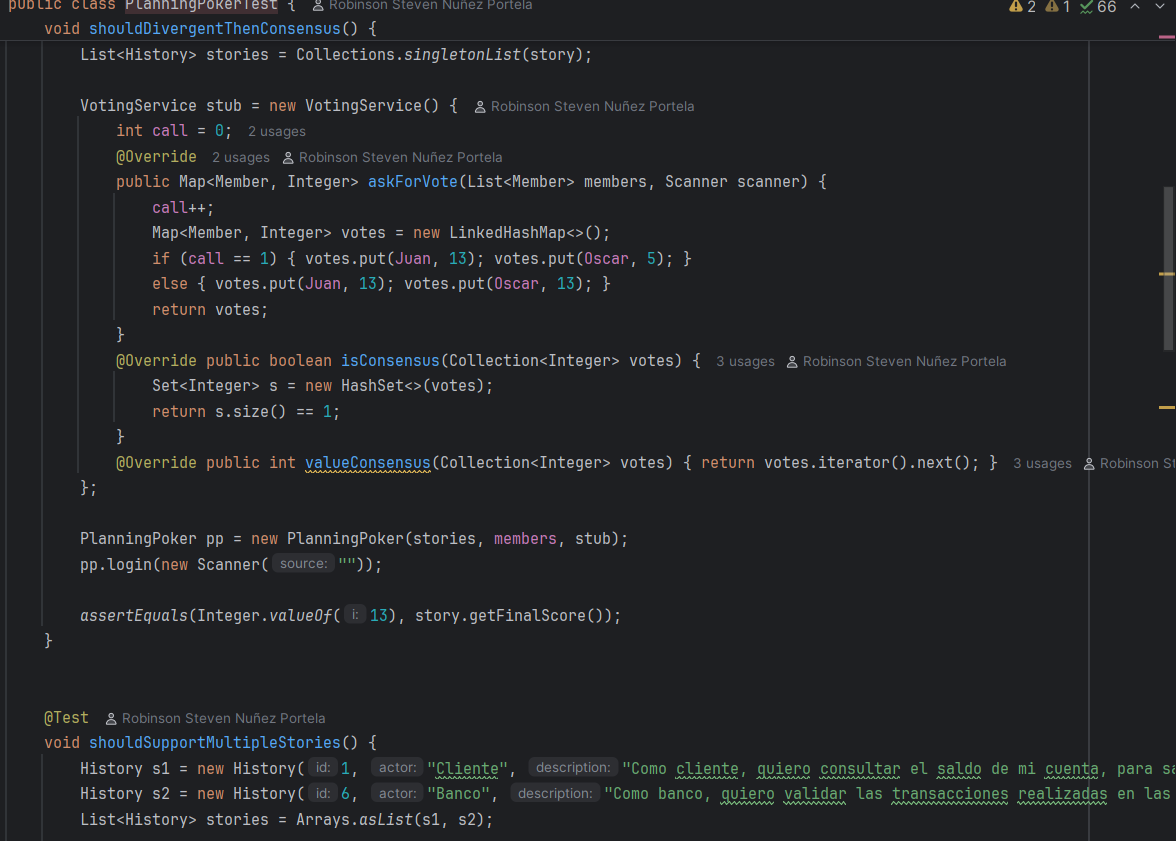 public class PlanningPokerTest { Robinson Steven Nuñez Portela 2 1 66
void shouldDivergentThenConsensus() {
List<History> stories = Collections.singletonList(story);
VotingService stub = new VotingService() { Robinson Steven Nuñez Portela
int call = 0; 2 usages
@Override 2 usages Robinson Steven Nuñez Portela
public Map<Member, Integer> askForVote(List<Member> members, Scanner scanner) {
call++;
Map<Member, Integer> votes = new LinkedHashMap<>();
if (call == 1) { votes.put(Juan, 13); votes.put(Oscar, 5); }
else { votes.put(Juan, 13); votes.put(Oscar, 13); }
return votes;
}
@Override public boolean isConsensus(Collection<Integer> votes) { 3 usages Robinson Steven Nuñez Portela
Set<Integer> s = new HashSet<>(votes);
return s.size() == 1;
}
@Override public int valueConsensus(Collection<Integer> votes) { return votes.iterator().next(); } 3 usages Robinson St
};
PlanningPoker pp = new PlanningPoker(stories, members, stub);
pp.login(new Scanner( source: ""));
assertEquals(Integer.valueOf( i: 13), story.getFinalScore());
}
@Test Robinson Steven Nuñez Portela
void shouldSupportMultipleStories() {
History s1 = new History( id: 1, actor: "Cliente", description: "Como cliente, quiero consultar el saldo de mi cuenta, para sa
History s2 = new History( id: 6, actor: "Banco", description: "Como banco, quiero validar las transacciones realizadas en las
List<History> stories = Arrays.asList(s1, s2);